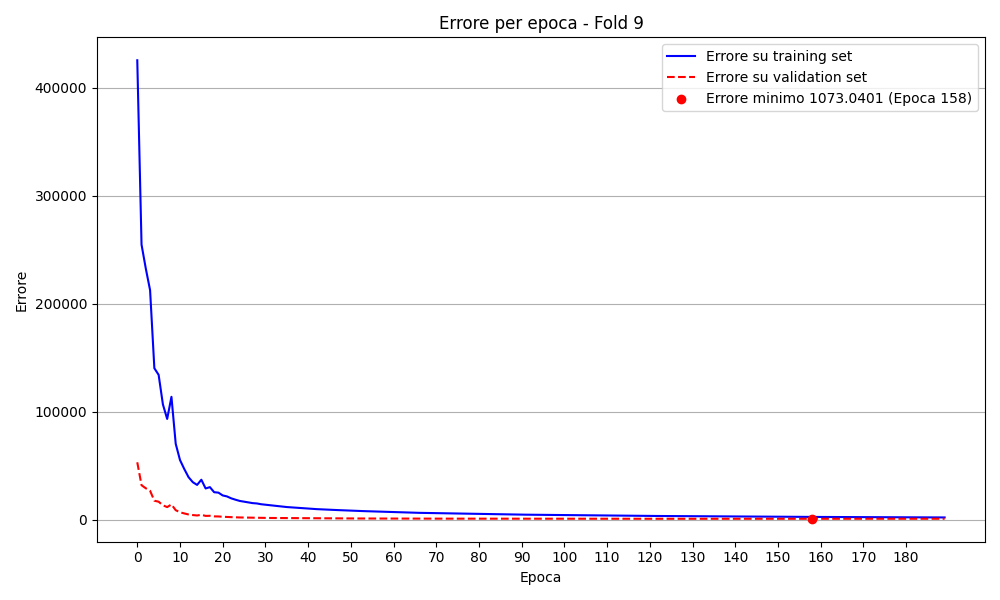 Errore per epoca - Fold 9
Errore su training set
Errore su validation set
Errore minimo 1073.0401 (Epoca 158)
Errore
400000
300000
200000
100000
0
0 10 20 30 40 50 60 70 80 90 100 110 120 130 140 150 160 170 180
Epoca